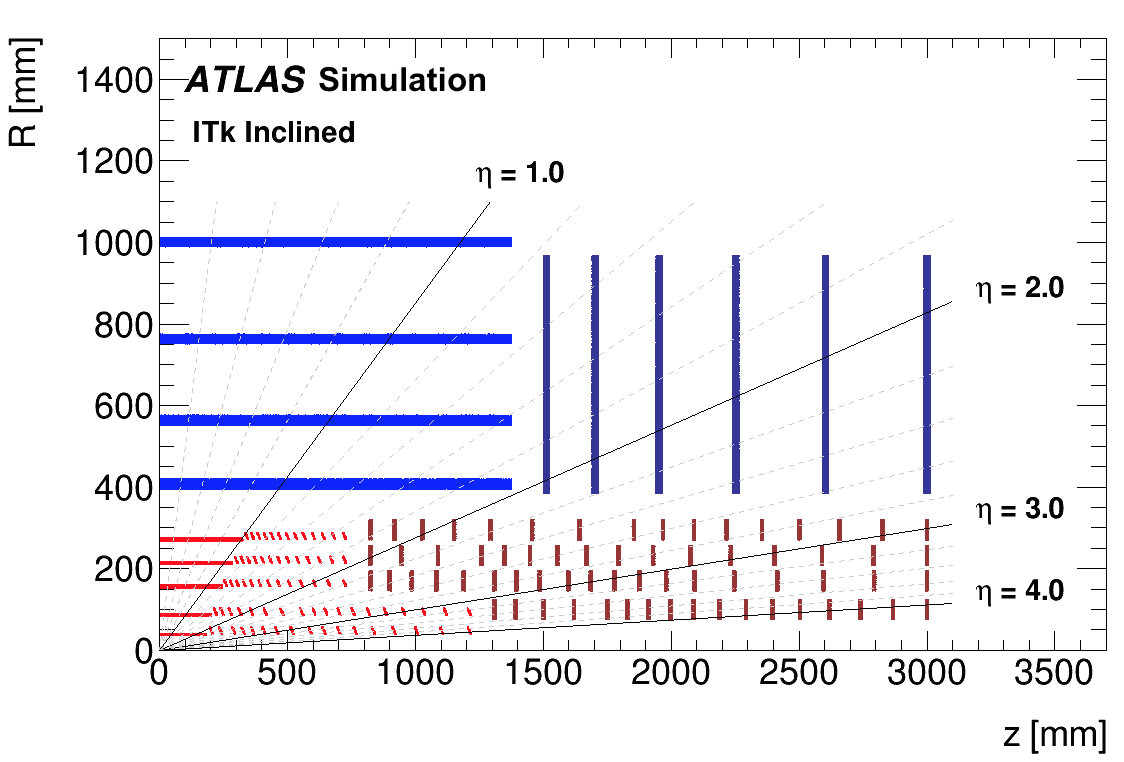 R [mm]
1400
ATLAS Simulation
ITk Inclined
1200
η = 1.0
1000
η = 2.0
800
600
η = 3.0
400
η = 4.0
200
0
0 500 1000 1500 2000 2500 3000 3500
z [mm]